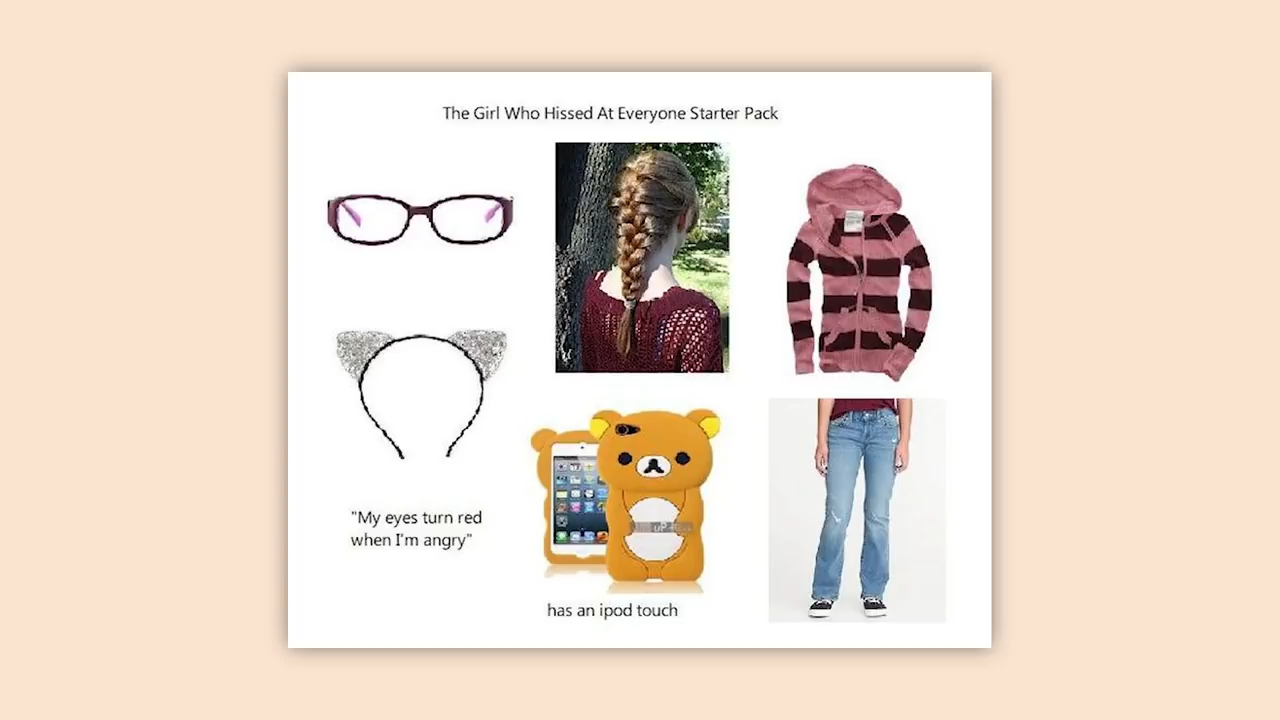 The Girl Who Hissed At Everyone Starter Pack
"My eyes turn red
when I'm angry"
has an ipod touch